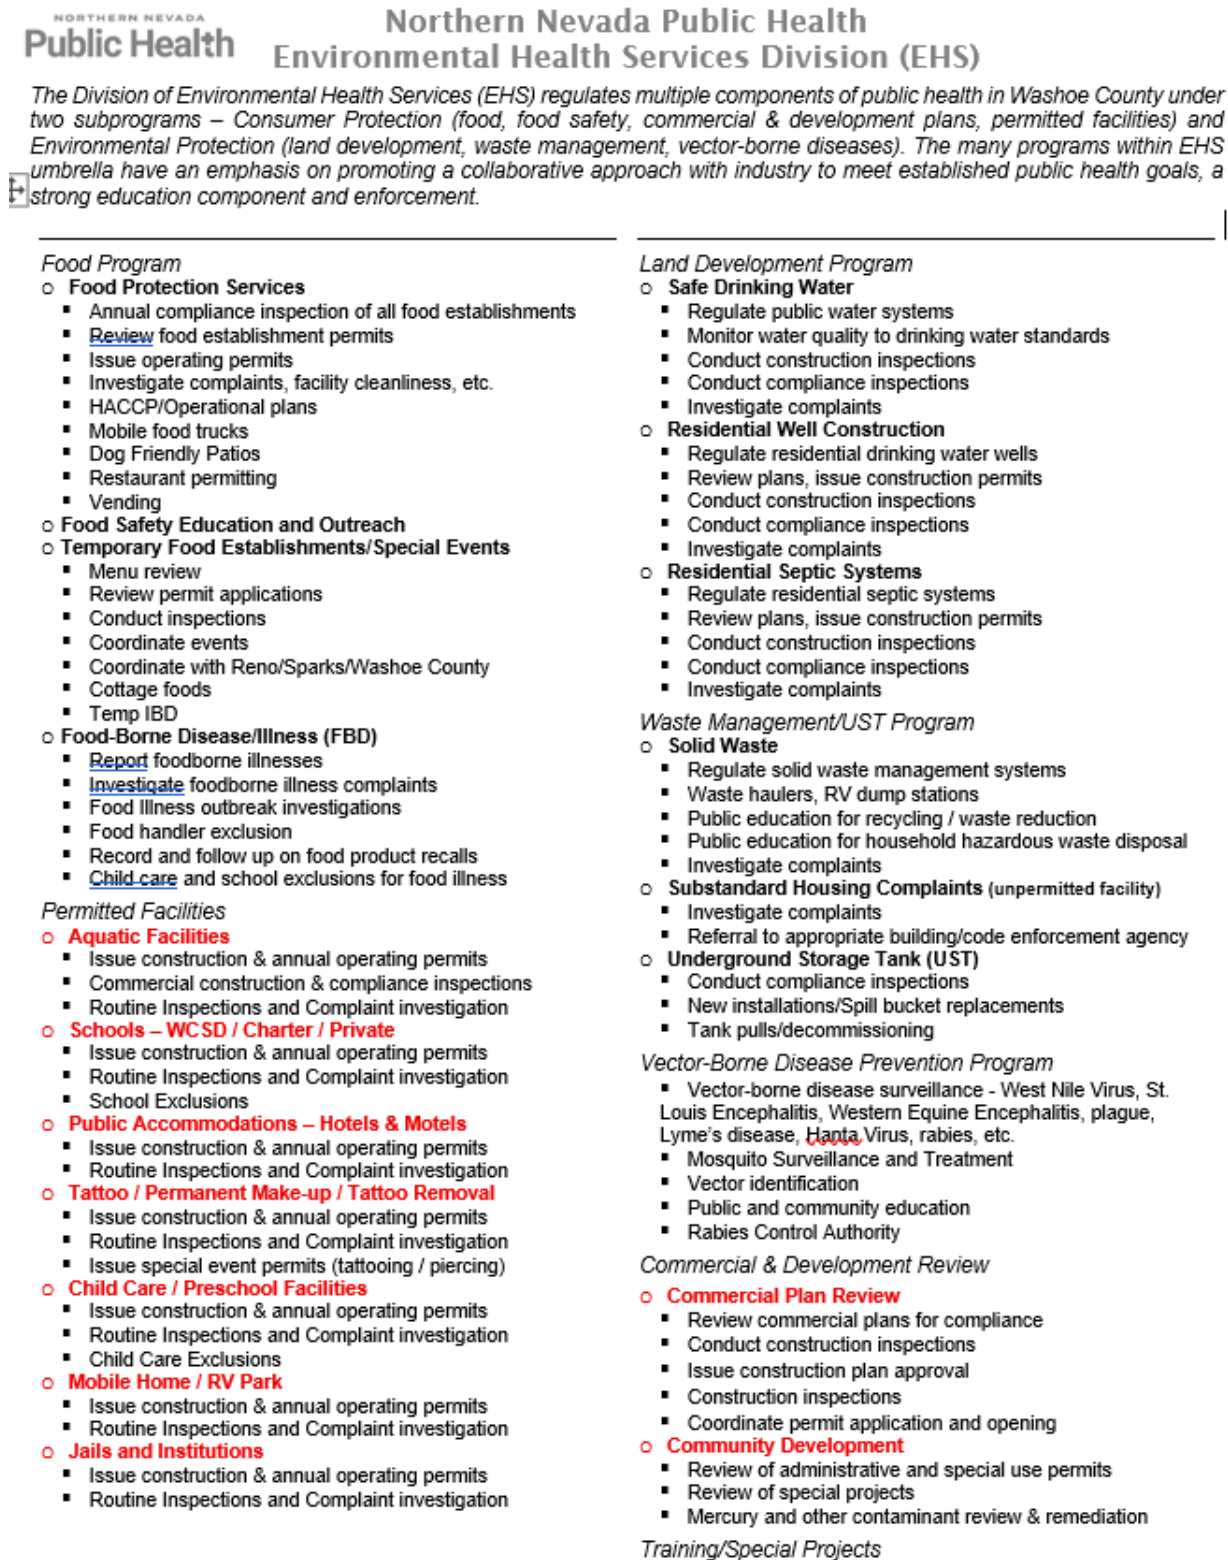 NORTHERN NEVADA
Public Health
Northern Nevada Public Health
Environmental Health Services Division (EHS)
The Division of Environmental Health Services (EHS) regulates multiple components of public health in Washoe County under
two subprograms – Consumer Protection (food, food safety, commercial & development plans, permitted facilities) and
Environmental Protection (land development, waste management, vector-borne diseases). The many programs within EHS
umbrella have an emphasis on promoting a collaborative approach with industry to meet established public health goals, a
strong education component and enforcement.
Food Program
o Food Protection Services
▪ Annual compliance inspection of all food establishments
▪ Review food establishment permits
▪ Issue operating permits
▪ Investigate complaints, facility cleanliness, etc.
▪ HACCP/Operational plans
▪ Mobile food trucks
▪ Dog Friendly Patios
▪ Restaurant permitting
▪ Vending
o Food Safety Education and Outreach
o Temporary Food Establishments/Special Events
▪ Menu review
▪ Review permit applications
▪ Conduct inspections
▪ Coordinate events
▪ Coordinate with Reno/Sparks/Washoe County
▪ Cottage foods
▪ Temp IBD
o Food-Borne Disease/Illness (FBD)
▪ Report foodborne illnesses
▪ Investigate foodborne illness complaints
▪ Food Illness outbreak investigations
▪ Food handler exclusion
▪ Record and follow up on food product recalls
▪ Child care and school exclusions for food illness
Permitted Facilities
o Aquatic Facilities
▪ Issue construction & annual operating permits
▪ Commercial construction & compliance inspections
▪ Routine Inspections and Complaint investigation
o Schools – WCSD / Charter / Private
▪ Issue construction & annual operating permits
▪ Routine Inspections and Complaint investigation
▪ School Exclusions
o Public Accommodations – Hotels & Motels
▪ Issue construction & annual operating permits
▪ Routine Inspections and Complaint investigation
o Tattoo / Permanent Make-up / Tattoo Removal
▪ Issue construction & annual operating permits
▪ Routine Inspections and Complaint investigation
▪ Issue special event permits (tattooing / piercing)
o Child Care / Preschool Facilities
▪ Issue construction & annual operating permits
▪ Routine Inspections and Complaint investigation
▪ Child Care Exclusions
o Mobile Home / RV Park
▪ Issue construction & annual operating permits
▪ Routine Inspections and Complaint investigation
o Jails and Institutions
▪ Issue construction & annual operating permits
▪ Routine Inspections and Complaint investigation
Land Development Program
o Safe Drinking Water
▪ Regulate public water systems
▪ Monitor water quality to drinking water standards
▪ Conduct construction inspections
▪ Conduct compliance inspections
▪ Investigate complaints
o Residential Well Construction
▪ Regulate residential drinking water wells
▪ Review plans, issue construction permits
▪ Conduct construction inspections
▪ Conduct compliance inspections
▪ Investigate complaints
o Residential Septic Systems
▪ Regulate residential septic systems
▪ Review plans, issue construction permits
▪ Conduct construction inspections
▪ Conduct compliance inspections
▪ Investigate complaints
Waste Management/UST Program
o Solid Waste
▪ Regulate solid waste management systems
▪ Waste haulers, RV dump stations
▪ Public education for recycling / waste reduction
▪ Public education for household hazardous waste disposal
▪ Investigate complaints
o Substandard Housing Complaints (unpermitted facility)
▪ Investigate complaints
▪ Referral to appropriate building/code enforcement agency
o Underground Storage Tank (UST)
▪ Conduct compliance inspections
▪ New installations/Spill bucket replacements
▪ Tank pulls/decommissioning
Vector-Borne Disease Prevention Program
▪ Vector-borne disease surveillance - West Nile Virus, St.
Louis Encephalitis, Western Equine Encephalitis, plague,
Lyme's disease, Hanta Virus, rabies, etc.
▪ Mosquito Surveillance and Treatment
▪ Vector identification
▪ Public and community education
▪ Rabies Control Authority
Commercial & Development Review
o Commercial Plan Review
▪ Review commercial plans for compliance
▪ Conduct construction inspections
▪ Issue construction plan approval
▪ Construction inspections
▪ Coordinate permit application and opening
o Community Development
▪ Review of administrative and special use permits
▪ Review of special projects
▪ Mercury and other contaminant review & remediation
Training/Special Projects